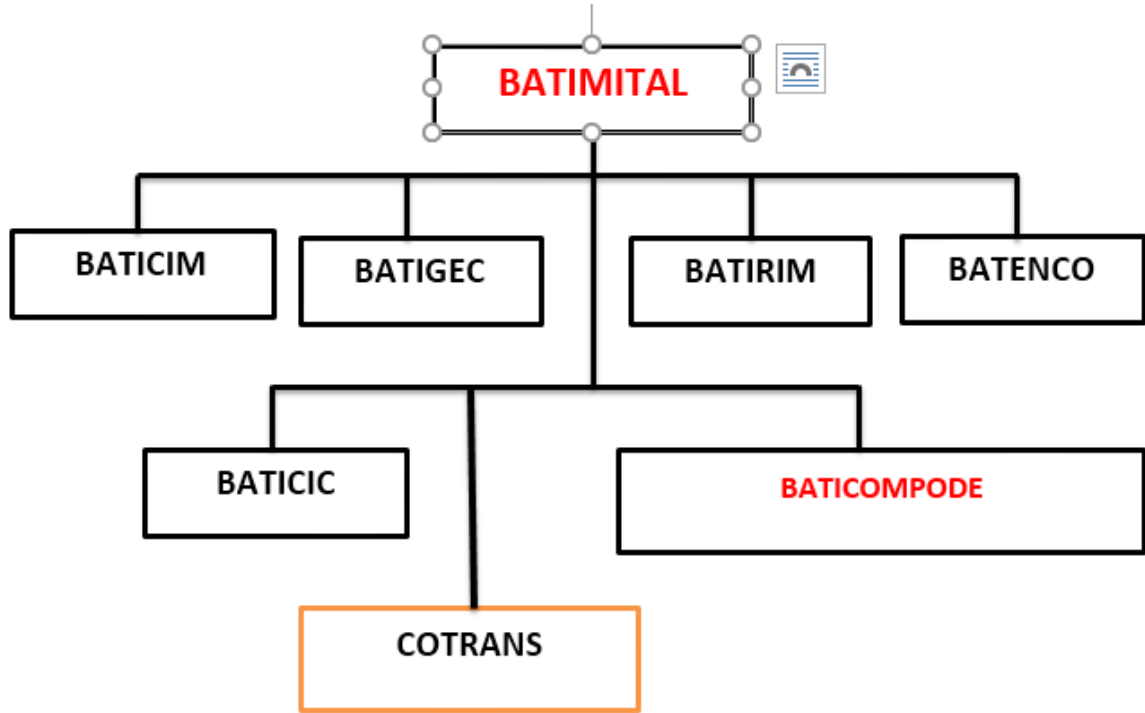 BATIMITAL
BATICIM
BATIGEC
BATIRIM
BATENCO
BATICIC
BATICOMPODE
COTRANS